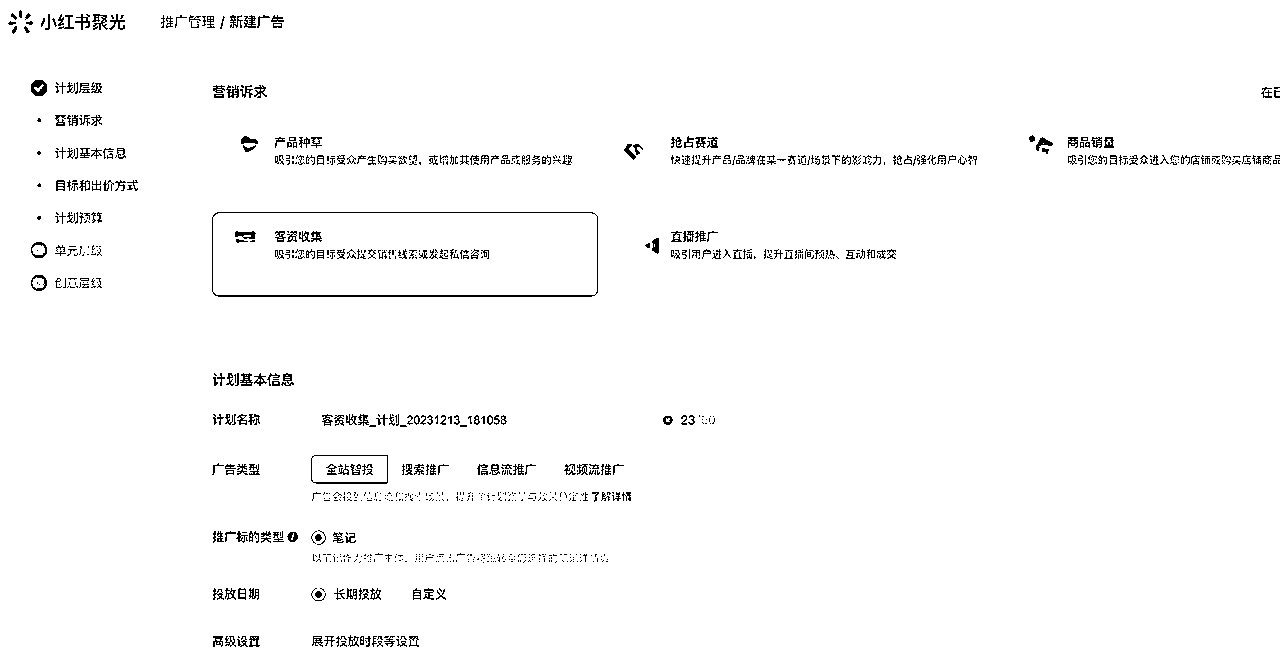 小红书聚光
推广管理 / 新建广告
计划层级
营销诉求
计划基本信息
目标和出价方式
计划预算
单元层级
创意层级
营销诉求
产品种草
吸引您的目标受众产生购买欲望，或增加其使用产品或服务的兴趣
抢占赛道
快速提升产品/品牌在某一赛道/场景下的影响力，抢占/强化用户心智
商品销量
吸引您的目标受众进入您的店铺或购买店铺商品
客资收集
吸引您的目标受众提交销售线索或发起私信咨询
直播推广
吸引用户进入直播，提升直播间预热、互动和成交
计划基本信息
计划名称
客资收集_计划_20231213_181058
23/50
广告类型
全站智投
搜索推广
信息流推广
视频流推广
了解详情
推广标的类型
笔记
投放日期
长期投放
自定义
高级设置
展开投放时段等设置